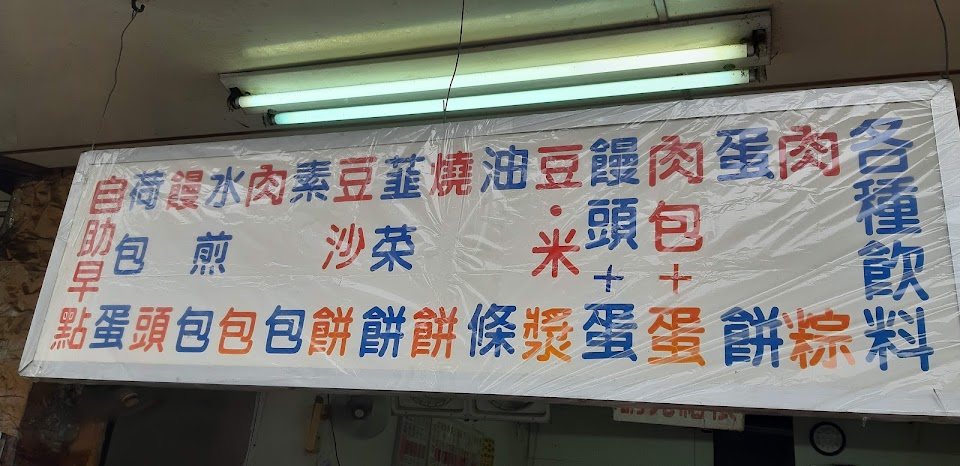 自助早點
荷包蛋
饅頭
水煎包
肉包
素包
豆沙餅
韮菜餅
燒餅
油條
豆・米漿
饅頭+蛋
肉包+蛋
蛋餅
肉粽
各種飲料